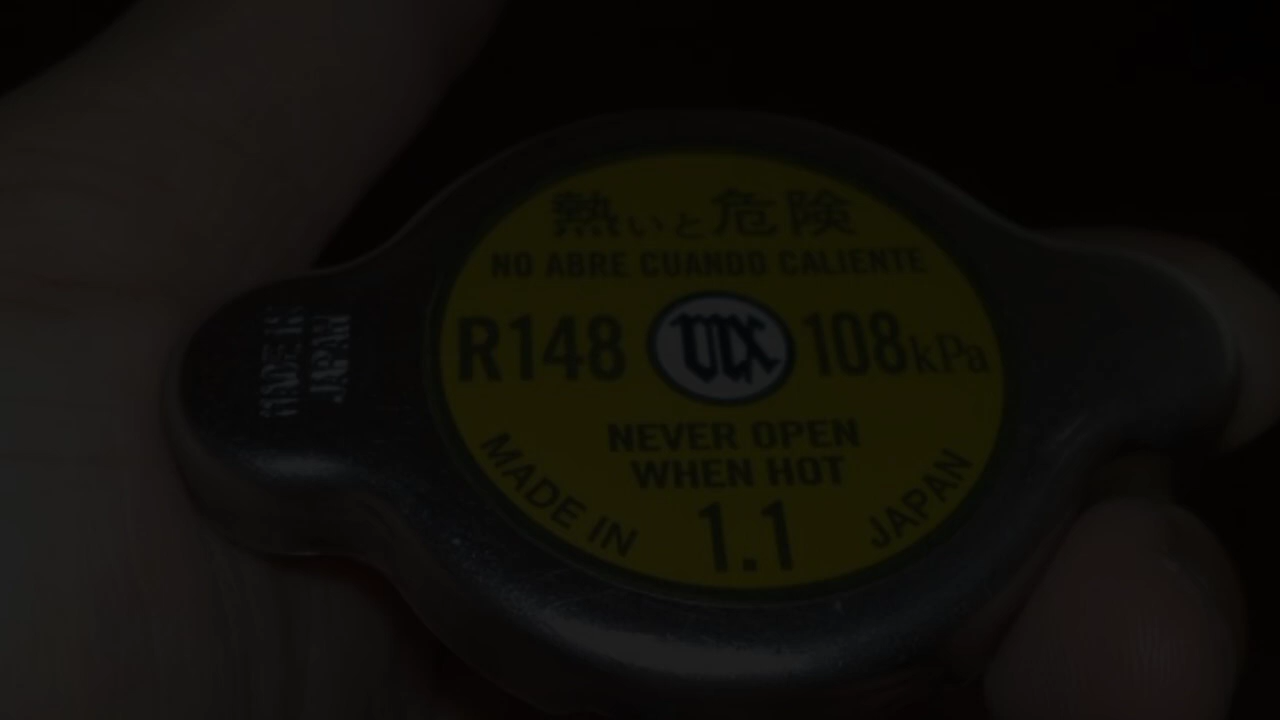 熱いと危険
NO ABRE CUANDO CALIENTE
R148
108kPa
NEVER OPEN
WHEN HOT
MADE IN
1.1
JAPAN
MADE IN
JAPAN